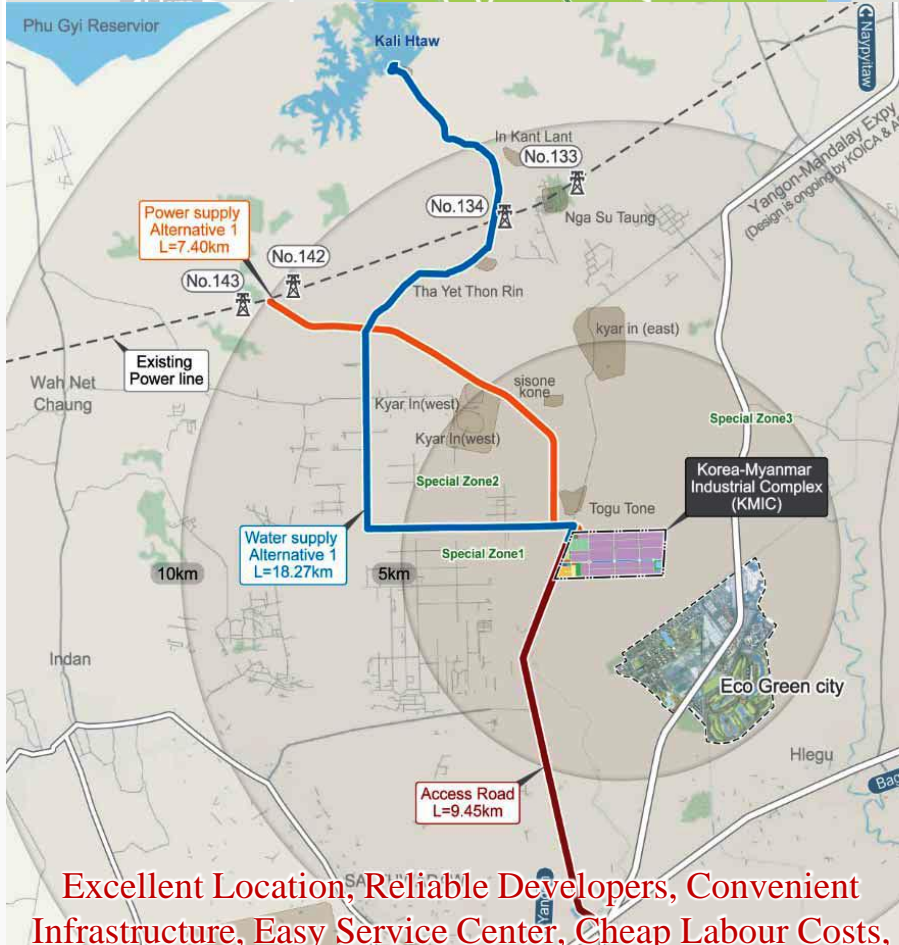 Phu Gyi Reservior
Kali Htaw
Naypyitaw
In Kant Lant
No.133
Yangon-Mandalay Expy
(Design is ongoing by KOICA &
No.134
Nga Su Taung
Power supply
Alternative 1
L=7.40km
No.142
No.143
Tha Yet Thon Rin
kyar in (east)
Existing
Power line
Wah Net
Chaung
sisone
kone
Kyar In(west)
Kyar In(west)
Special Zone3
Special Zone2
Korea-Myanmar
Industrial Complex
(KMIC)
Togu Tone
Water supply
Alternative 1
L=18.27km
Special Zone1
10km
5km
Indan
Eco Green city
Hlegu
Access Road
L=9.45km
Excellent Location, Reliable Developers, Convenient
Infrastructure, Easy Service Center, Cheap Labour Costs,